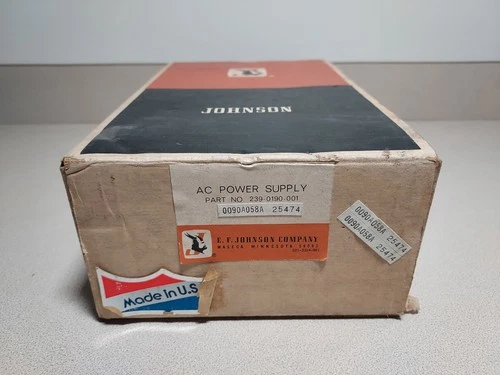 JOHNSON
AC POWER SUPPLY
PART NO. 239-0190-001
0090A058A 25474
0090A058A 25474
0090A058A 25474
E. F. JOHNSON COMPANY
WASECA, MINNESOTA 56093
Made in U.S